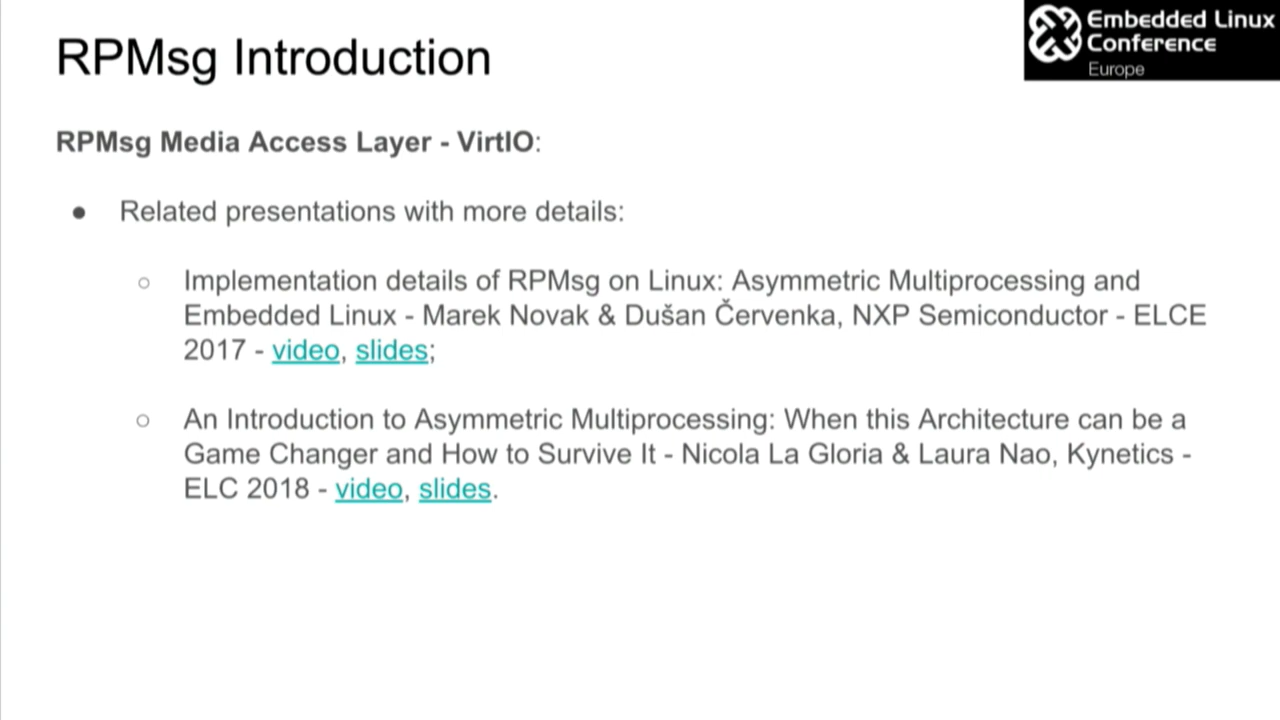 RPMsg Introduction
Embedded Linux
Conference
Europe
RPMsg Media Access Layer - VirtIO:
● Related presentations with more details:
○ Implementation details of RPMsg on Linux: Asymmetric Multiprocessing and
Embedded Linux - Marek Novak & Dušan Červenka, NXP Semiconductor - ELCE
2017 - video, slides;
○ An Introduction to Asymmetric Multiprocessing: When this Architecture can be a
Game Changer and How to Survive It - Nicola La Gloria & Laura Nao, Kynetics -
ELC 2018 - video, slides.